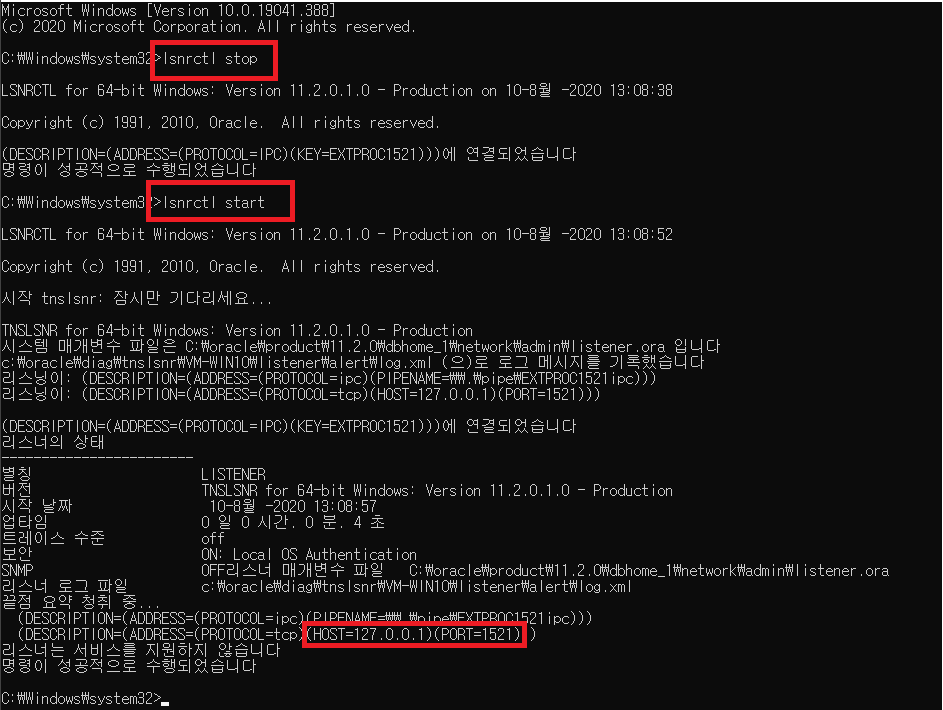 Microsoft Windows [Version 10.0.19041.388]
(c) 2020 Microsoft Corporation. All rights reserved.
C:₩Windows₩system32>lsnrctl stop
LSNRCTL for 64-bit Windows: Version 11.2.0.1.0 - Production on 10-8월 -2020 13:08:38
Copyright (c) 1991, 2010, Oracle.  All rights reserved.
(DESCRIPTION=(ADDRESS=(PROTOCOL=IPC)(KEY=EXTPROC1521)))에 연결되었습니다
명령이 성공적으로 수행되었습니다
C:₩Windows₩system32>lsnrctl start
LSNRCTL for 64-bit Windows: Version 11.2.0.1.0 - Production on 10-8월 -2020 13:08:52
Copyright (c) 1991, 2010, Oracle.  All rights reserved.
시작 tnslsnr: 잠시만 기다리세요...
TNSLSNR for 64-bit Windows: Version 11.2.0.1.0 - Production
시스템 매개변수 파일은 C:₩oracle₩product₩11.2.0₩dbhome_1₩network₩admin₩listener.ora 입니다
c:₩oracle₩diag₩tnslsnr₩VM-WIN10₩listener₩alert₩log.xml (으)로 로그 메시지를 기록했습니다
리스닝이: (DESCRIPTION=(ADDRESS=(PROTOCOL=ipc)(PIPENAME=₩₩.₩pipe₩EXTPROC1521ipc)))
리스닝이: (DESCRIPTION=(ADDRESS=(PROTOCOL=tcp)(HOST=127.0.0.1)(PORT=1521)))
(DESCRIPTION=(ADDRESS=(PROTOCOL=IPC)(KEY=EXTPROC1521)))에 연결되었습니다
리스너의 상태
------------------------
별칭 LISTENER
버전 TNSLSNR for 64-bit Windows: Version 11.2.0.1.0 - Production
시작 날짜 10-8월 -2020 13:08:57
업타임 0 일 0 시간. 0 분. 4 초
트레이스 수준 off
보안 ON: Local OS Authentication
SNMP OFF리스너 매개변수 파일   C:₩oracle₩product₩11.2.0₩dbhome_1₩network₩admin₩listener.ora
리스너 로그 파일 c:₩oracle₩diag₩tnslsnr₩VM-WIN10₩listener₩alert₩log.xml
끝점 요약 청취 중...
(DESCRIPTION=(ADDRESS=(PROTOCOL=ipc)(PIPENAME=₩₩.₩pipe₩EXTPROC1521ipc)))
(DESCRIPTION=(ADDRESS=(PROTOCOL=tcp)(HOST=127.0.0.1)(PORT=1521)))
리스너는 서비스를 지원하지 않습니다
명령이 성공적으로 수행되었습니다
C:₩Windows₩system32>